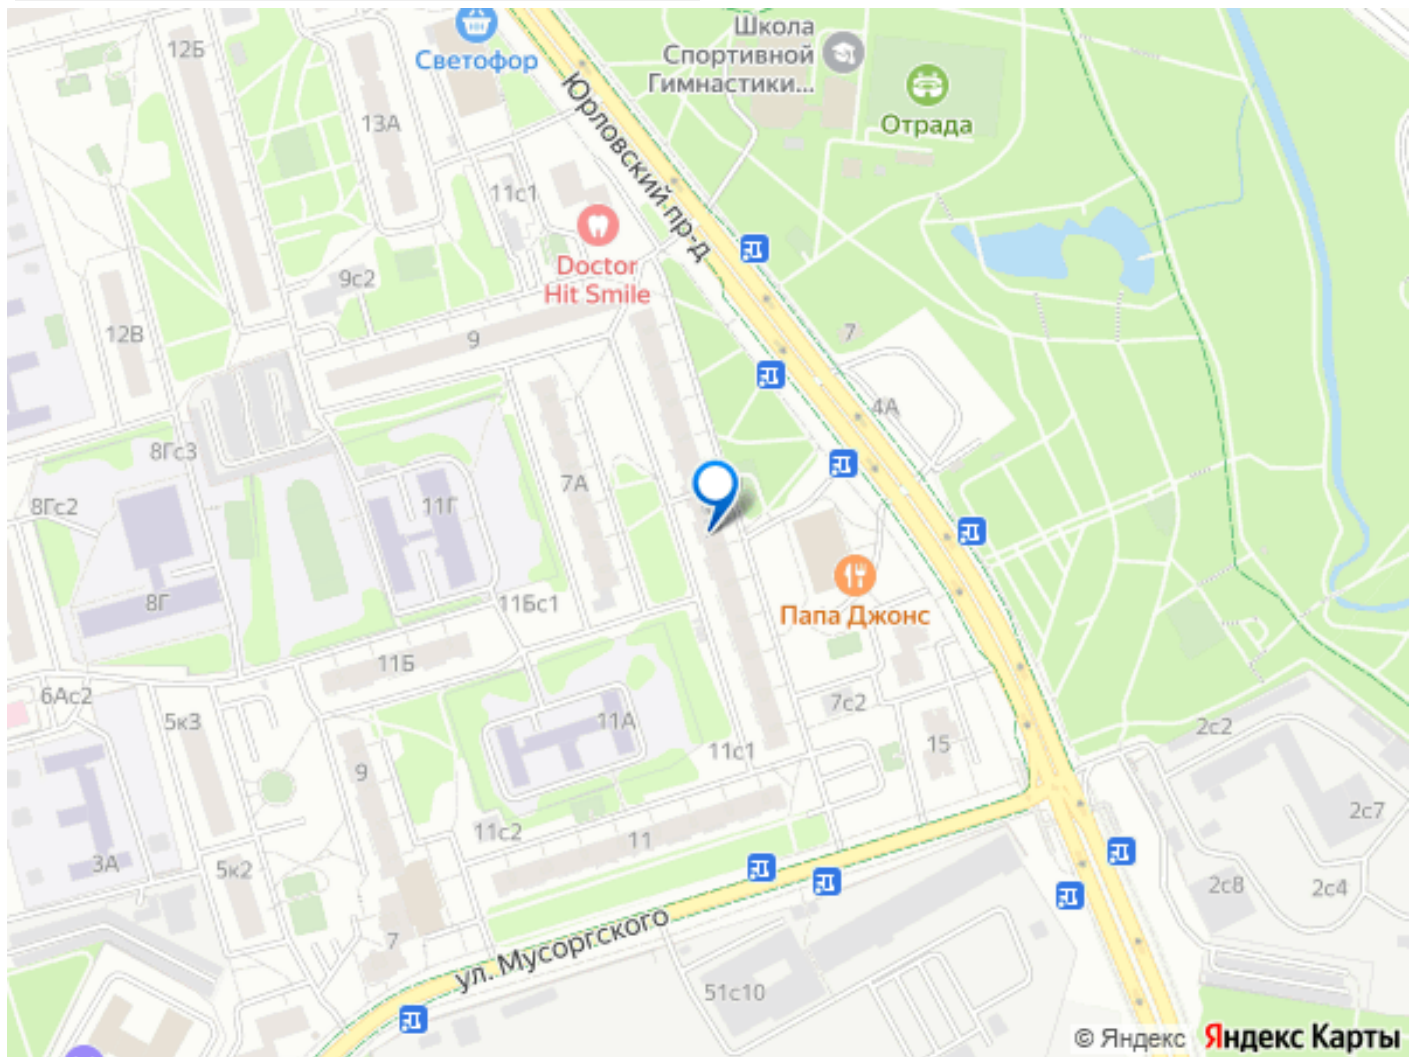 Школа
Спортивной
Гимнастики...
12Б
Светофор
Юрловский пр-д
13А
Отрада
11с1
Doctor
Hit Smile
9с2
12В
9
7
4А
8Гс3
7А
8Гс2
11Г
11Бс1
8Г
Папа Джонс
11Б
6Ас2
5к3
7с2
11А
2с2
15
11с1
9
2с7
11с2
11
3А
5к2
2с8
2с4
7
ул. Мусоргского
51с10
© Яндекс Яндекс Карты